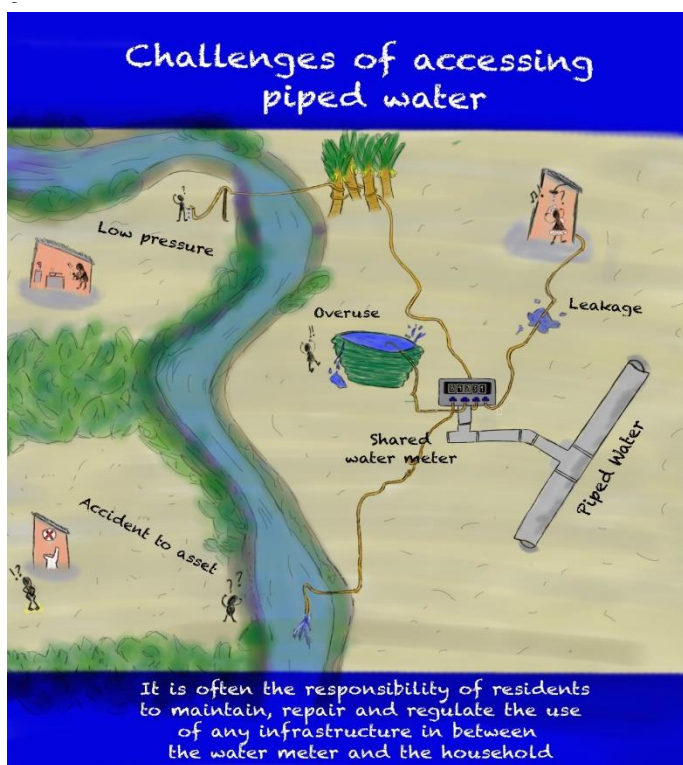 Challenges of accessing
piped water
Low pressure
Overuse
Leakage
Shared
water meter
Piped Water
Accident to asset
It is often the responsibility of residents
to maintain, repair and regulate the use
of any infrastructure in between
the water meter and the household